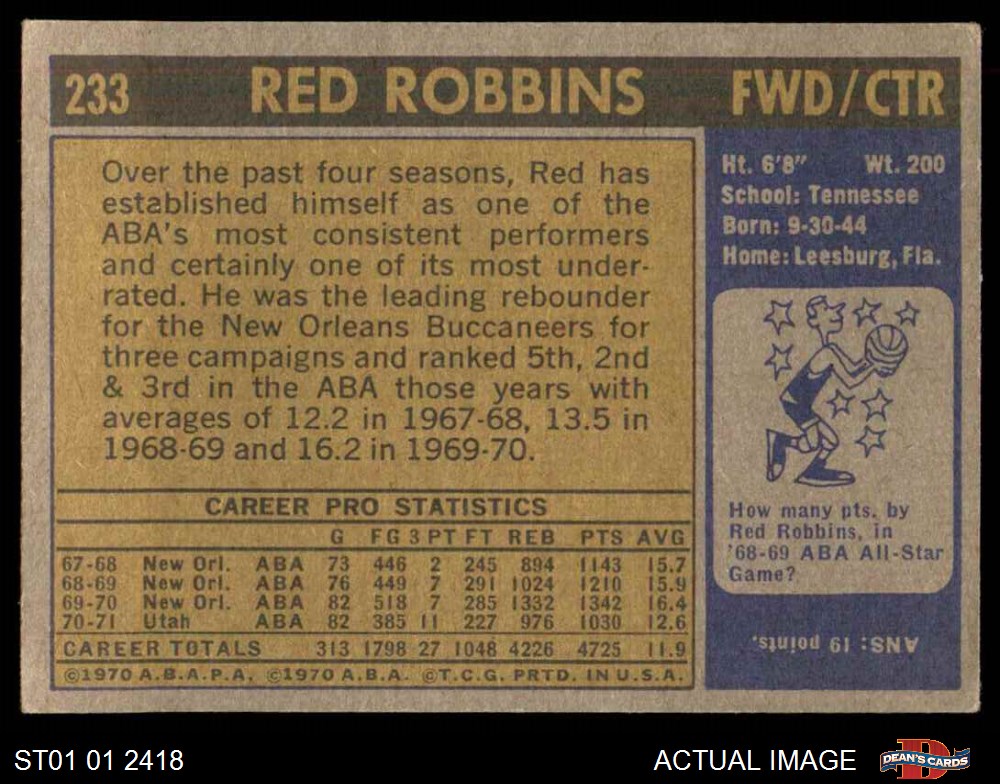 233 RED ROBBINS FWD/CTR
Over the past four seasons, Red has
established himself as one of the
ABA's most consistent performers
and certainly one of its most under-
rated. He was the leading rebounder
for the New Orleans Buccaneers for
three campaigns and ranked 5th, 2nd
& 3rd in the ABA those years with
averages of 12.2 in 1967-68, 13.5 in
1968-69 and 16.2 in 1969-70.
Ht. 6'8" Wt. 200
School: Tennessee
Born: 9-30-44
Home: Leesburg, Fla.
How many pts. by
Red Robbins, in
'68-69 ABA All-Star
Game?
ANS: 19 points.
CAREER PRO STATISTICS
G FG 3 PT FT REB PTS AVG
67-68 New Orl. ABA 73 446 2 245 894 1143 15.7
68-69 New Orl. ABA 76 449 7 291 1024 1210 15.9
69-70 New Orl. ABA 82 518 7 285 1332 1342 16.4
70-71 Utah ABA 82 385 11 227 976 1030 12.6
CAREER TOTALS 313 1798 27 1048 4226 4725 11.9
©1970 A.B.A.P.A. ©1970 A.B.A. ©T.C.G. PRTD. IN U.S.A.
ST01 01 2418 ACTUAL IMAGE D DEAN'S CARDS